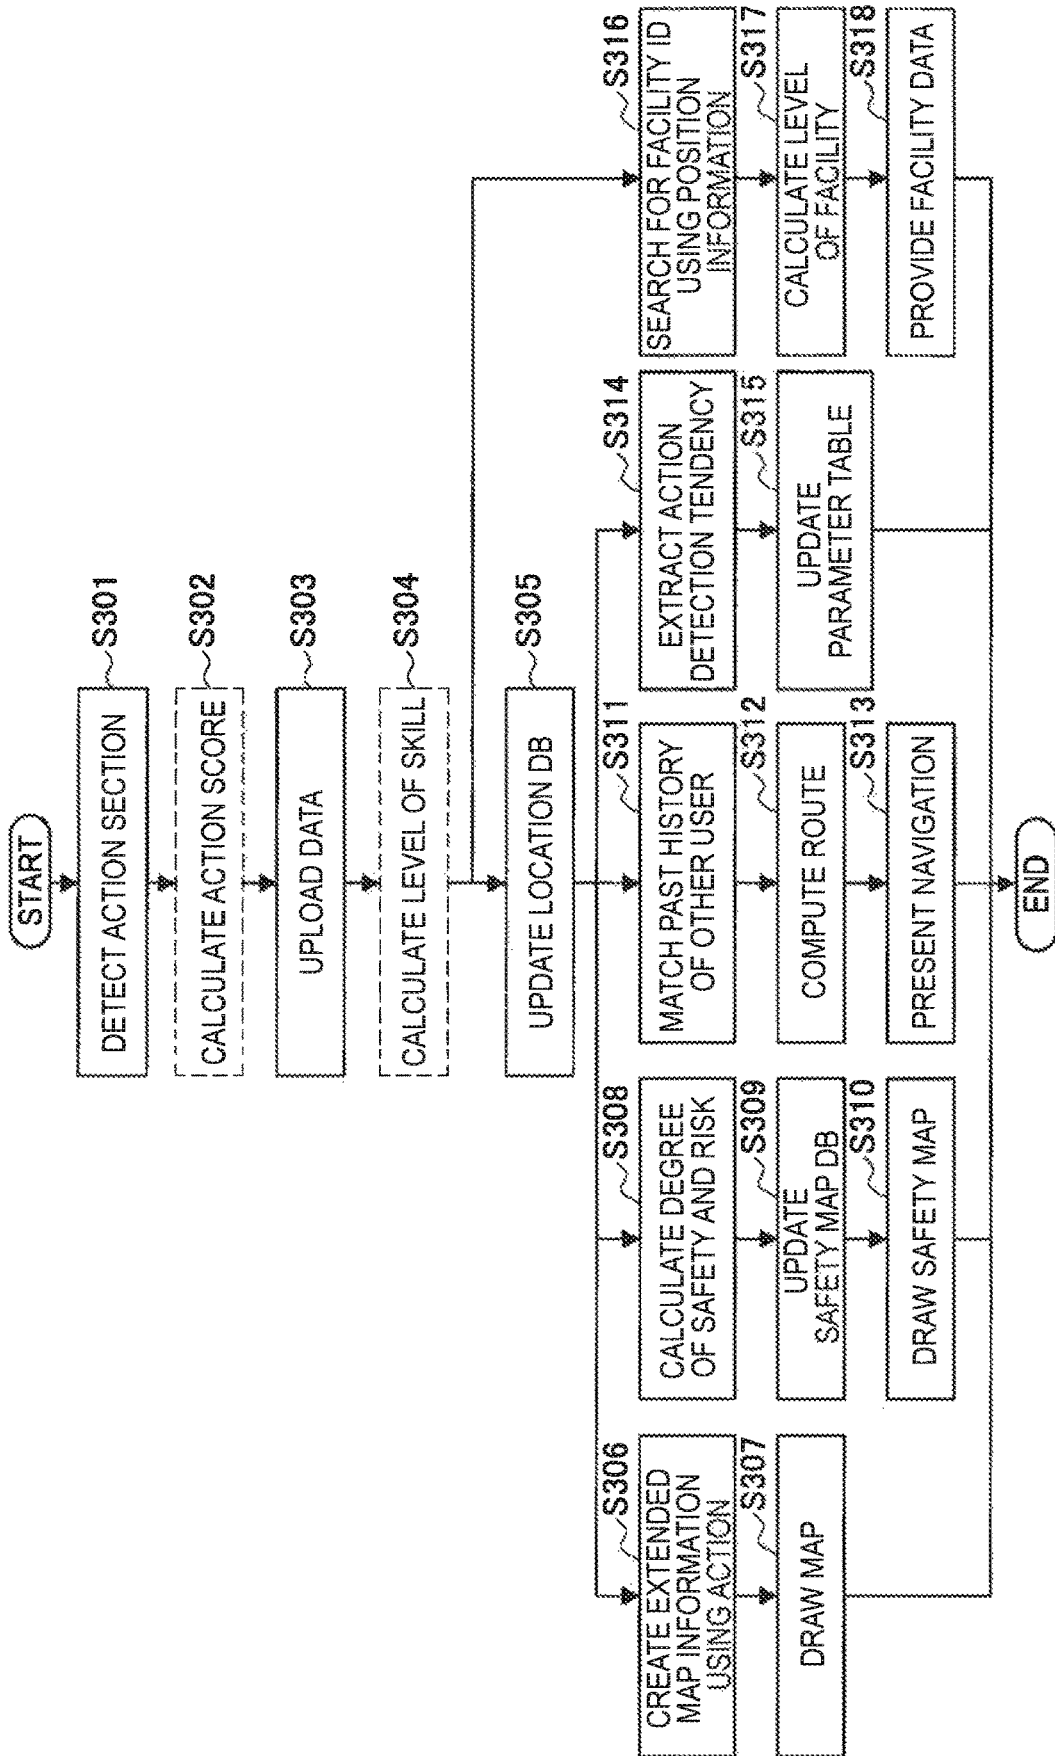 START
DETECT ACTION SECTION
S301
CALCULATE ACTION SCORE
S302
UPLOAD DATA
S303
CALCULATE LEVEL OF SKILL
S304
UPDATE LOCATION DB
S305
CREATE EXTENDED
MAP INFORMATION
USING ACTION
S306
DRAW MAP
S307
CALCULATE DEGREE
OF SAFETY AND RISK
S308
UPDATE
SAFETY MAP DB
S309
DRAW SAFETY MAP
S310
MATCH PAST HISTORY
OF OTHER USER
S311
COMPUTE ROUTE
S312
PRESENT NAVIGATION
S313
EXTRACT ACTION
DETECTION TENDENCY
S314
UPDATE
PARAMETER TABLE
S315
SEARCH FOR FACILITY ID
USING POSITION
INFORMATION
S316
CALCULATE LEVEL
OF FACILITY
S317
PROVIDE FACILITY DATA
S318
END